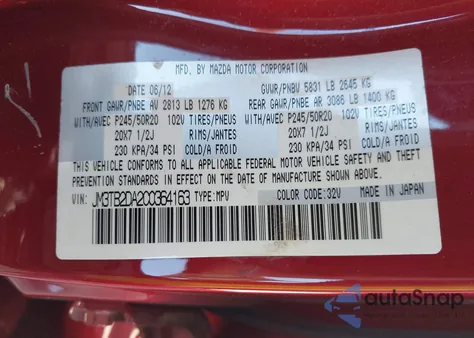 MFD. BY MAZDA MOTOR CORPORATION
DATE 06/12 GVWR/PNBV 5831 LB 2645 KG
FRONT GAWR/PNBE AV 2813 LB 1276 KG REAR GAWR/PNBE AR 3086 LB 1400 KG
WITH/AVEC P245/50R20 102V TIRES/PNEU WITH/AVEC P245/50R20 102V TIRES/PNEU
20X7 1/2J RIMS/JANTES 20X7 1/2J RIMS/JANTES
230 KPA/34 PSI COLD/A FROID 230 KPA/34 PSI COLD/A FROID
THIS VEHICLE CONFORMS TO ALL APPLICABLE FEDERAL MOTOR VEHICLE SAFETY AND THEFT
PREVENTION STANDARDS IN EFFECT ON THE DATE OF MANUFACTURE SHOWN ABOVE.
VIN: JM3TB2DA2C0364163 TYPE: MPV COLOR CODE: 32V MADE IN JAPAN
autoSnap